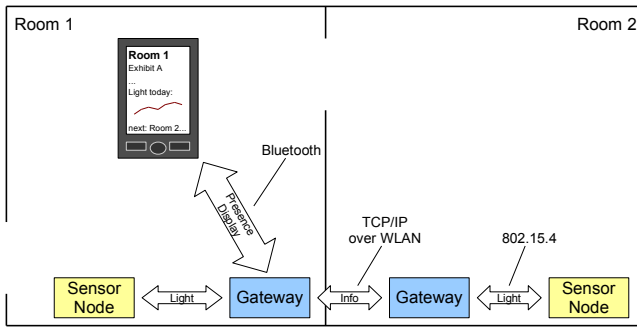 Room 1
Room 2
Room 1
Exhibit A
...
Light today:
next: Room 2...
Bluetooth
Presence
Display
TCP/IP
over WLAN
802.15.4
Sensor
Node
Light
Gateway
Info
Gateway
Light
Sensor
Node